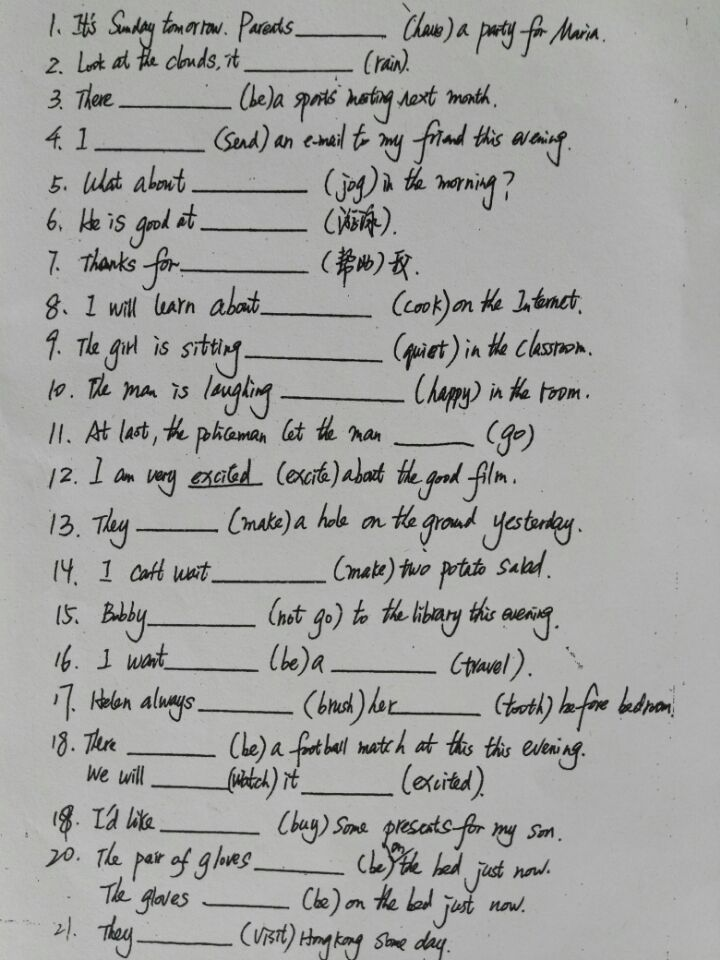 1. It's Sunday tomorrow. Parents ________ (have) a party for Maria.
2. Look at the clouds, it ________ (rain).
3. There ________ (be) a sports meeting next month.
4. I ________ (send) an e-mail to my friend this evening.
5. What about ________ (jog) in the morning?
6. He is good at ________ (游泳).
7. Thanks for ________ (帮助) 我.
8. I will learn about ________ (cook) on the Internet.
9. The girl is sitting ________ (quiet) in the classroom.
10. The man is laughing ________ (happy) in the room.
11. At last, the policeman let the man ________ (go)
12. I am very excited (excite) about the good film.
13. They ________ (make) a hole on the ground yesterday.
14. I can't wait ________ (make) two potato salad.
15. Bobby ________ (not go) to the library this evening.
16. I want ________ (be) a ________ (travel).
17. Helen always ________ (brush) her ________ (tooth) before bedroom.
18. There ________ (be) a football match at this this evening.
We will ________ (watch) it ________ (excited).
19. I'd like ________ (buy) some presents for my son.
20. The pair of gloves ________ (be) on the bed just now.
The gloves ________ (be) on the bed just now.
21. They ________ (visit) Hong Kong some day.